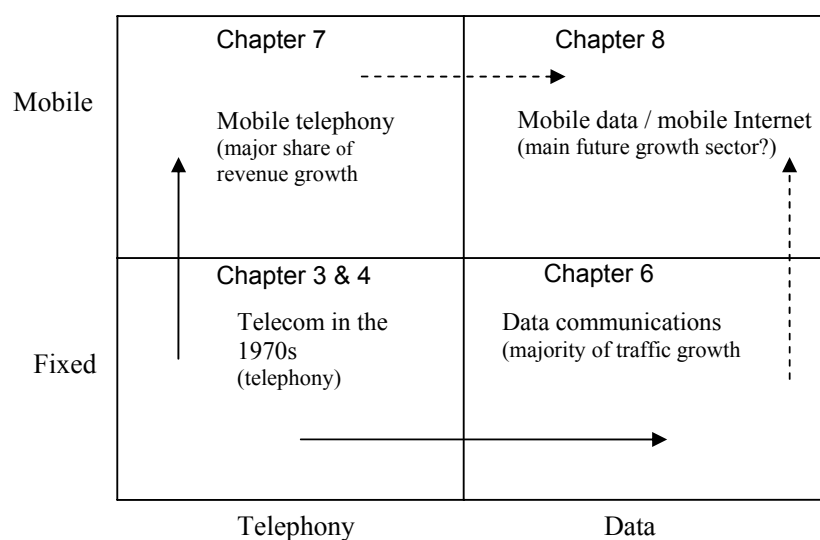 Chapter 7
Chapter 8
Mobile
Mobile telephony
(major share of
revenue growth
Mobile data / mobile Internet
(main future growth sector?)
Chapter 3 & 4
Chapter 6
Fixed
Telecom in the
1970s
(telephony)
Data communications
(majority of traffic growth
Telephony
Data